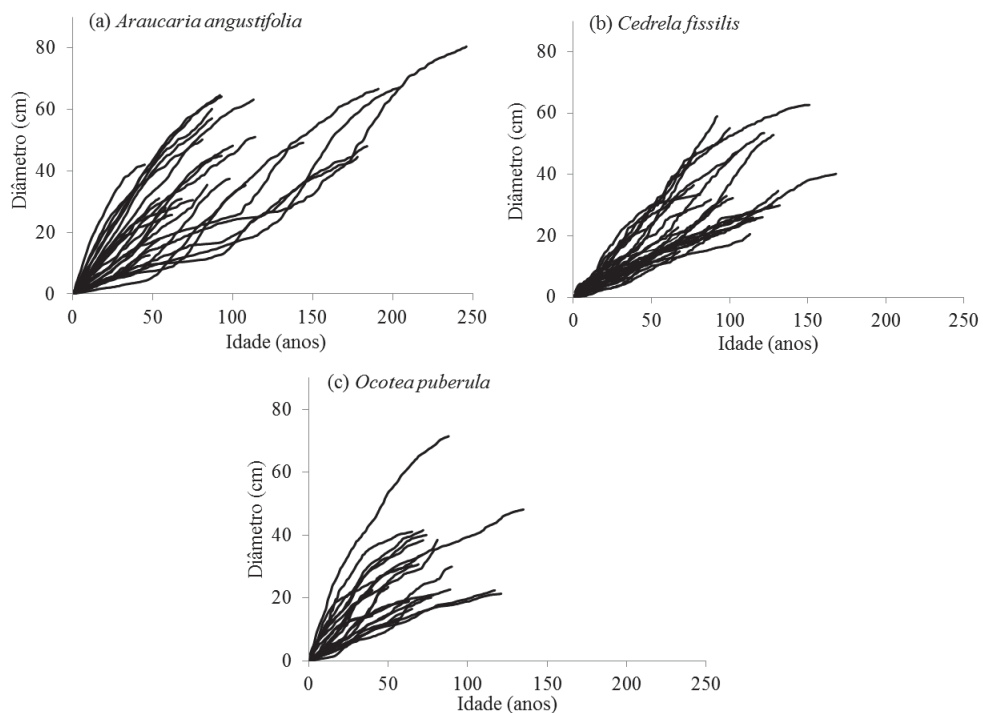 (a) Araucaria angustifolia
80
60
40
20
0
Diâmetro (cm)
0 50 100 150 200 250
Idade (anos)
(b) Cedrela fissilis
80
60
40
20
0
Diâmetro (cm)
0 50 100 150 200 250
Idade (anos)
(c) Ocotea puberula
80
60
40
20
0
Diâmetro (cm)
0 50 100 150 200 250
Idade (anos)